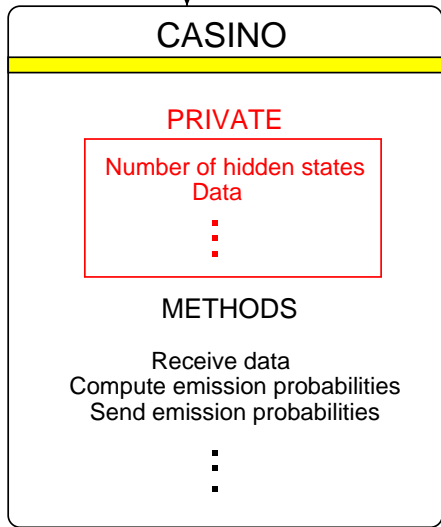 CASINO
PRIVATE
Number of hidden states
Data
METHODS
Receive data
Compute emission probabilities
Send emission probabilities